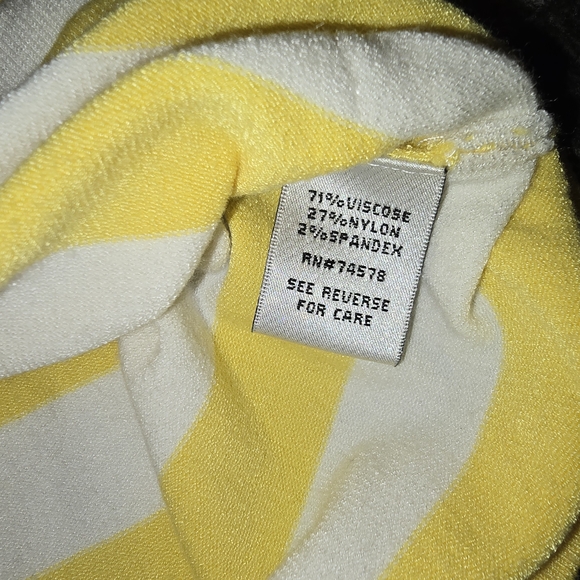 71%VISCOSE
27%NYLON
2%SPANDEX
RN#74578
SEE REVERSE
FOR CARE